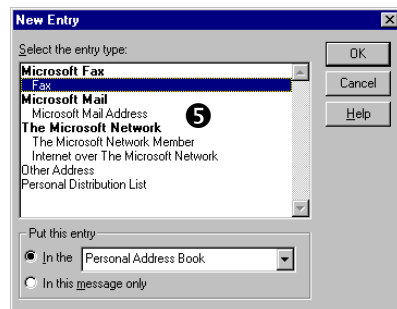 New Entry
Select the entry type:
Microsoft Fax
Fax
Microsoft Mail
Microsoft Mail Address
The Microsoft Network
The Microsoft Network Member
Internet over The Microsoft Network
Other Address
Personal Distribution List
❺
OK
Cancel
Help
Put this entry
In the Personal Address Book
In this message only